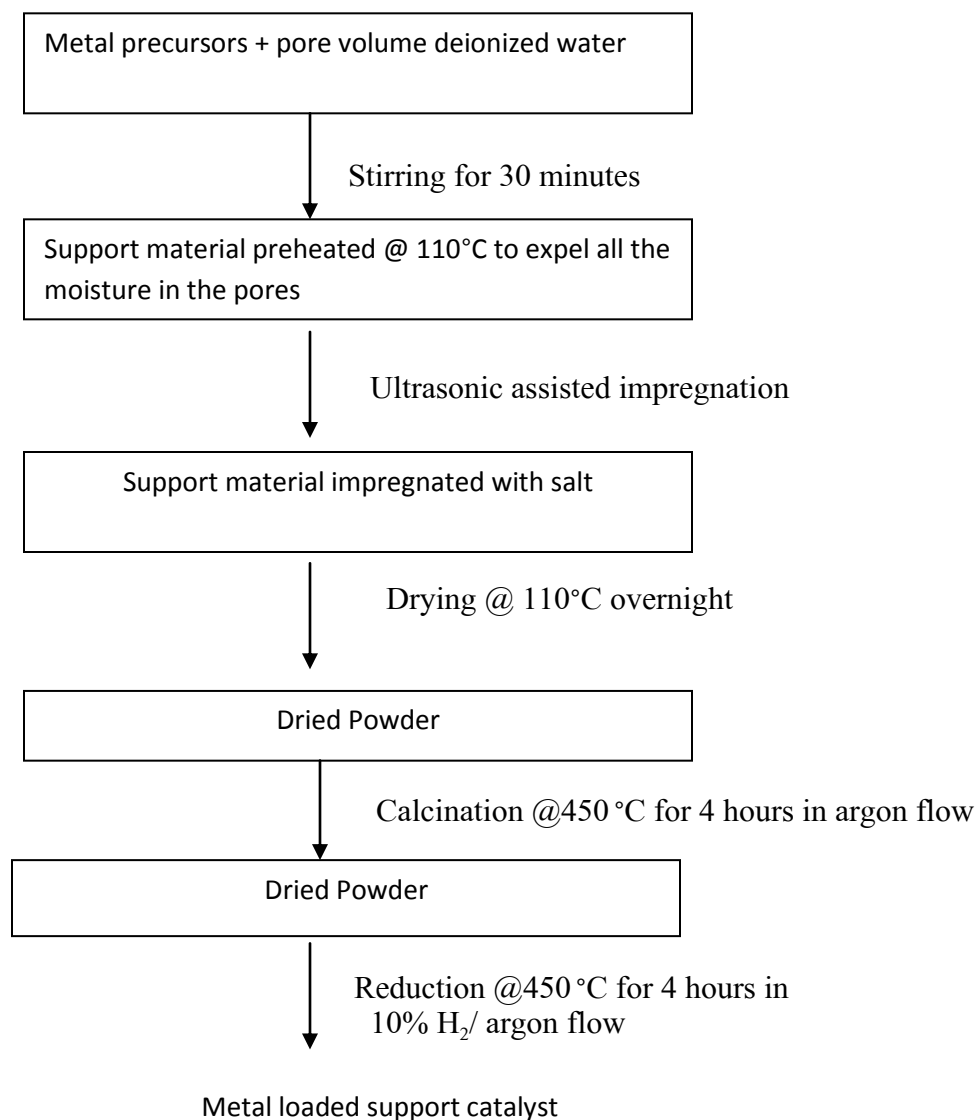 Metal precursors + pore volume deionized water
Stirring for 30 minutes
Support material preheated @ 110°C to expel all the
moisture in the pores
Ultrasonic assisted impregnation
Support material impregnated with salt
Drying @ 110°C overnight
Dried Powder
Calcination @450 °C for 4 hours in argon flow
Dried Powder
Reduction @450 °C for 4 hours in
10% H₂/ argon flow
Metal loaded support catalyst